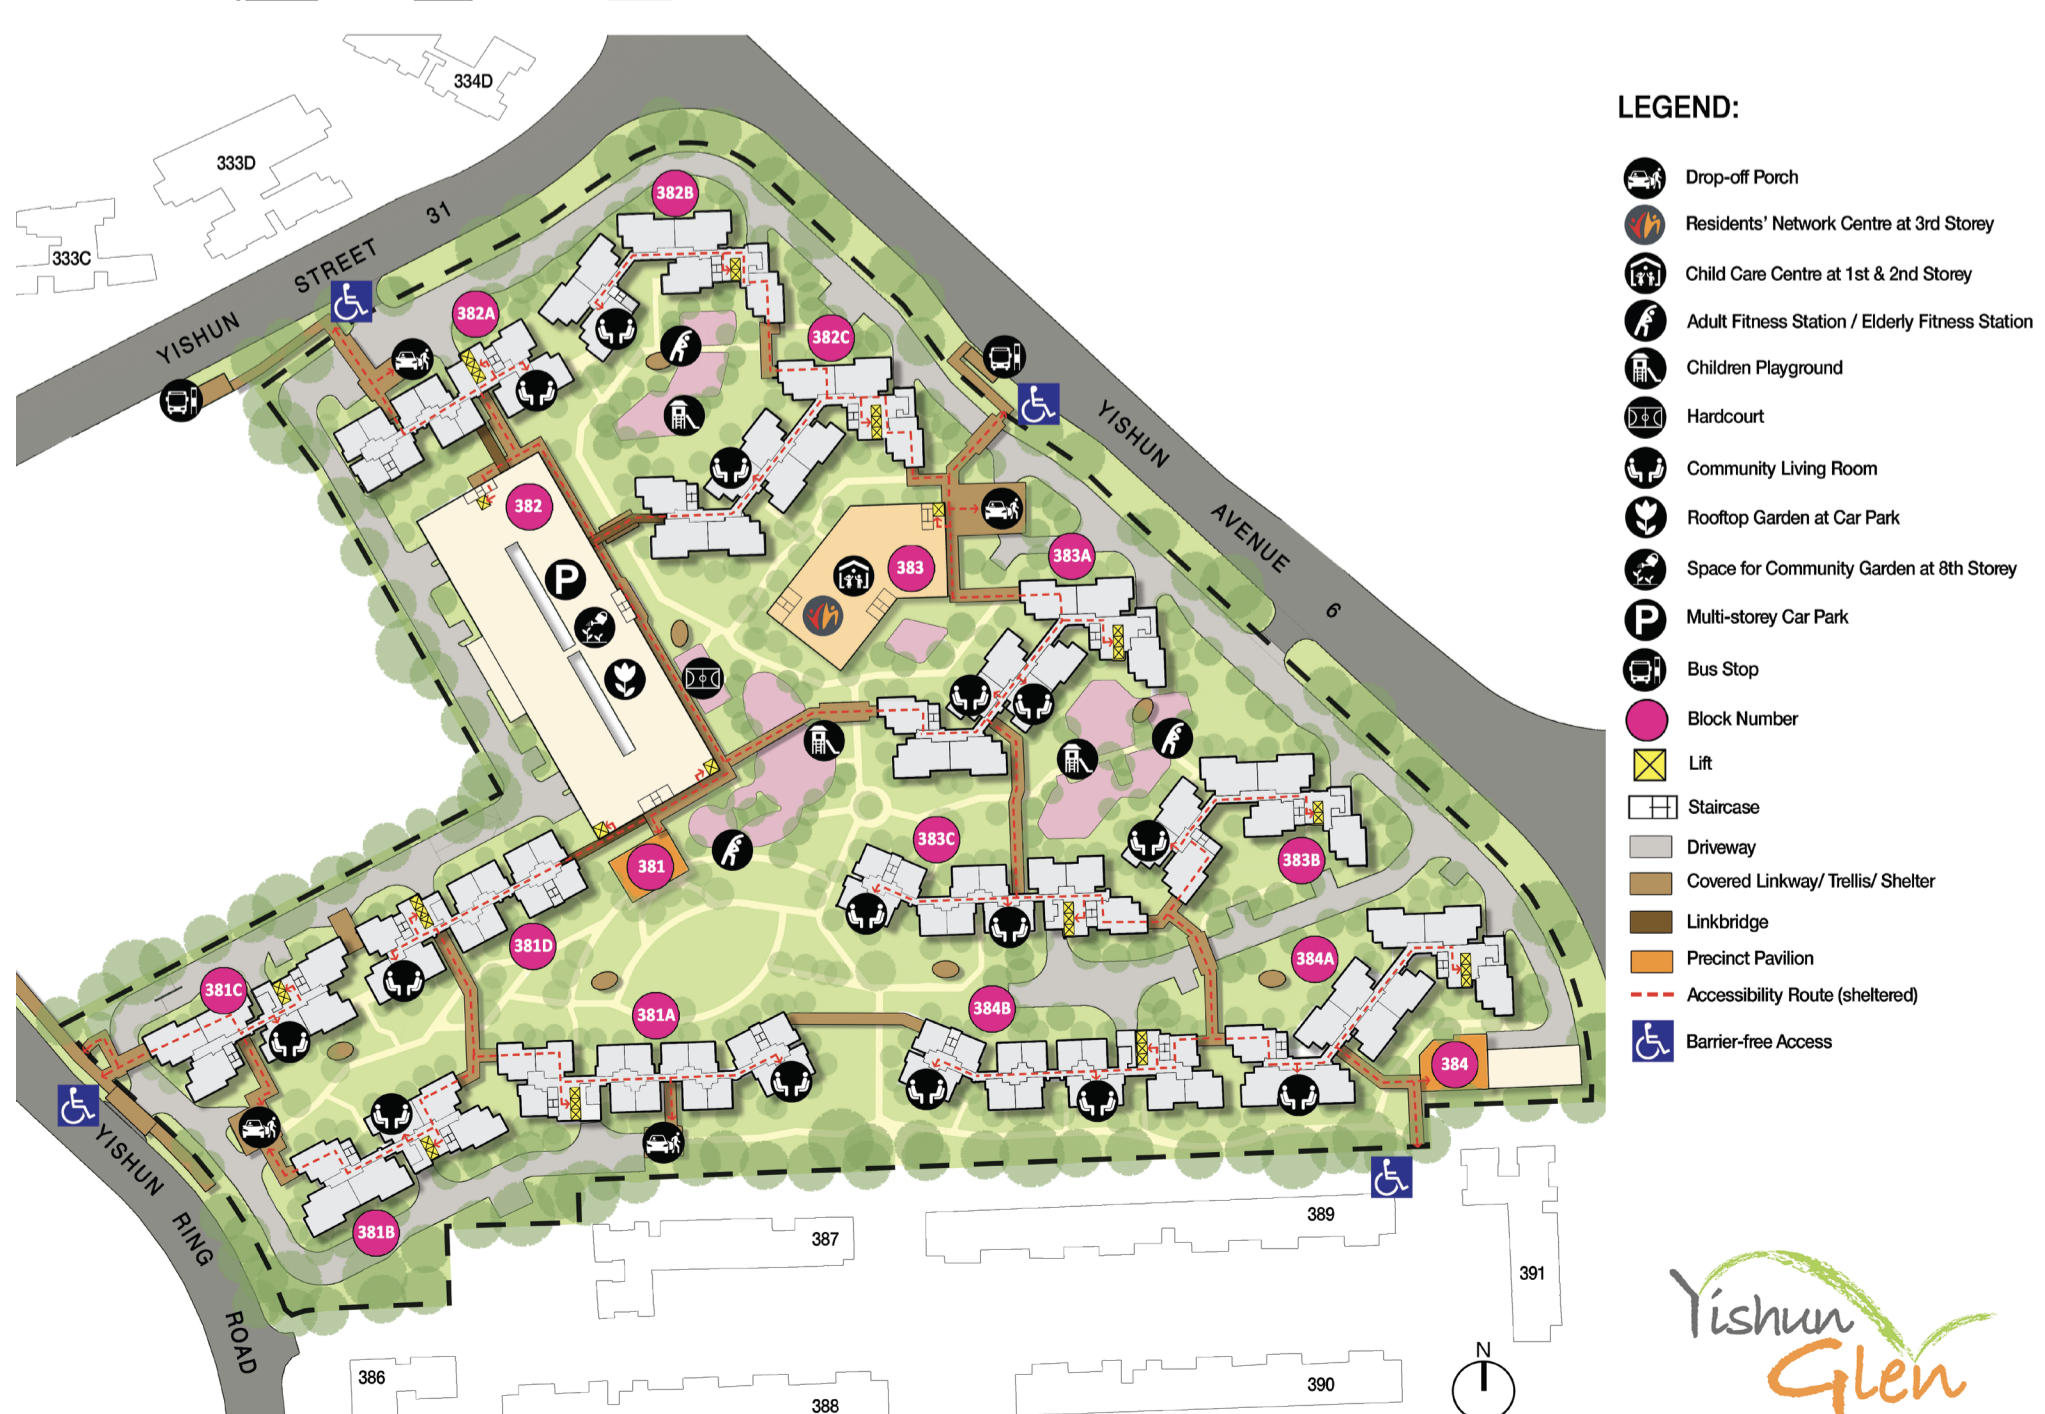 334D
333D
333C
YISHUN STREET 31
382B
382A
382C
382
383
383A
YISHUN AVENUE 6
P
381
383C
383B
381D
384A
381C
381A
384B
384
381B
YISHUN RING ROAD
387
389
391
386
388
390
N
LEGEND:
Drop-off Porch
Residents' Network Centre at 3rd Storey
Child Care Centre at 1st & 2nd Storey
Adult Fitness Station / Elderly Fitness Station
Children Playground
Hardcourt
Community Living Room
Rooftop Garden at Car Park
Space for Community Garden at 8th Storey
P Multi-storey Car Park
Bus Stop
Block Number
Lift
Staircase
Driveway
Covered Linkway/ Trellis/ Shelter
Linkbridge
Precinct Pavilion
Accessibility Route (sheltered)
Barrier-free Access
Yishun
Glen